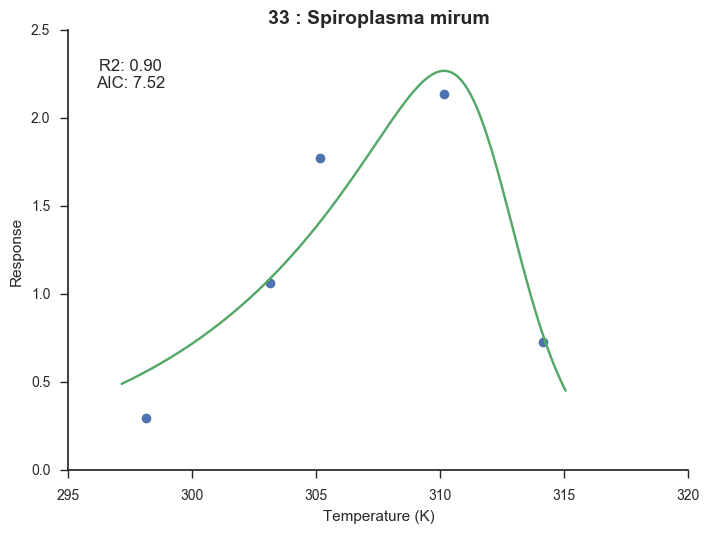 33 : Spiroplasma mirum
R2: 0.90
AIC: 7.52
2.5
2.0
1.5
1.0
0.5
0.0
Response
295 300 305 310 315 320
Temperature (K)